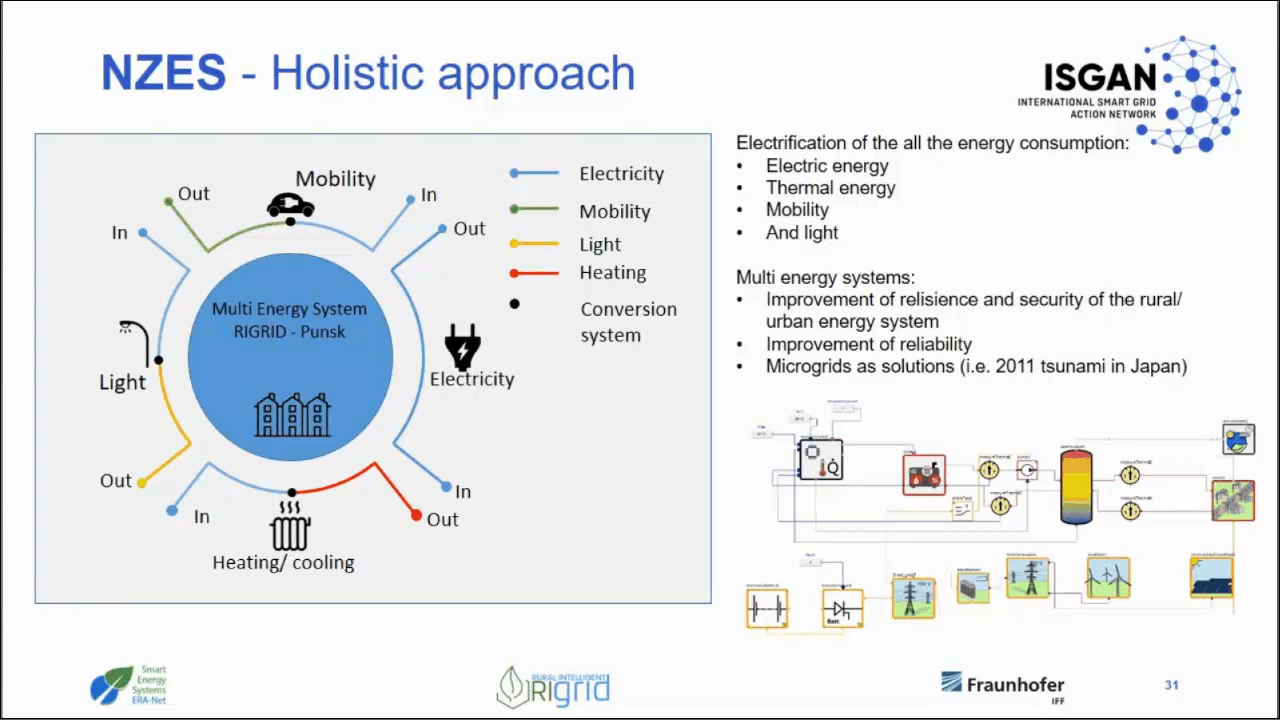 NZES - Holistic approach
ISGAN
INTERNATIONAL SMART GRID
ACTION NETWORK
Mobility
Out
In
In
Out
Multi Energy System
RIGRID - Punsk
Light
Electricity
Out
In
In
Out
Heating/ cooling
Electricity
Mobility
Light
Heating
Conversion
system
Electrification of the all the energy consumption:
• Electric energy
• Thermal energy
• Mobility
• And light
Multi energy systems:
• Improvement of relisience and security of the rural/
urban energy system
• Improvement of reliability
• Microgrids as solutions (i.e. 2011 tsunami in Japan)
Batt
Smart
Energy
Systems
ERA-Net
RURAL INTELLIGENT
RIgrid
Fraunhofer
IFF
31